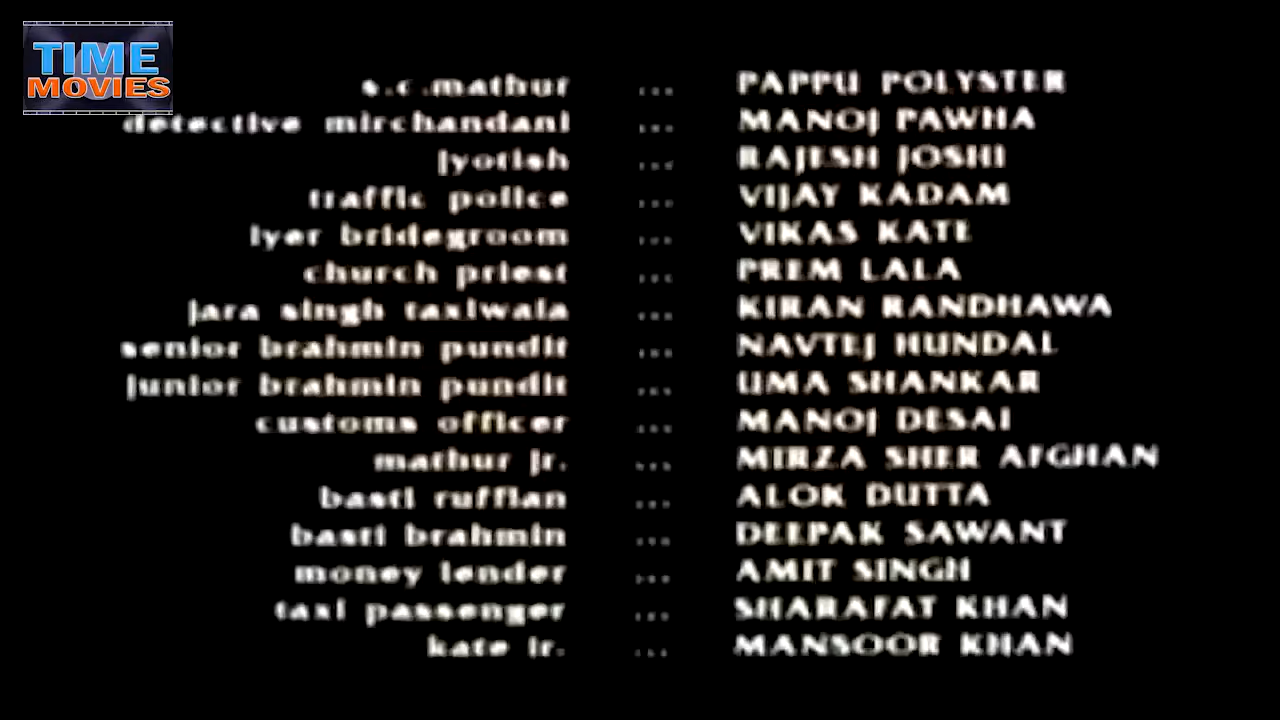 TIME
MOVIES
s.c.mathur ... PAPPU POLYSTER
detective mirchandani ... MANOJ PAWHA
jyotish ... RAJESH JOSHI
traffic police ... VIJAY KADAM
iyer bridegroom ... VIKAS KATE
church priest ... PREM LALA
jara singh taxiwala ... KIRAN RANDHAWA
senior brahmin pundit ... NAVTEJ HUNDAL
junior brahmin pundit ... UMA SHANKAR
customs officer ... MANOJ DESAI
mathur jr. ... MIRZA SHER AFGHAN
basti ruffian ... ALOK DUTTA
basti brahmin ... DEEPAK SAWANT
money lender ... AMIT SINGH
taxi passenger ... SHARAFAT KHAN
kate jr. ... MANSOOR KHAN